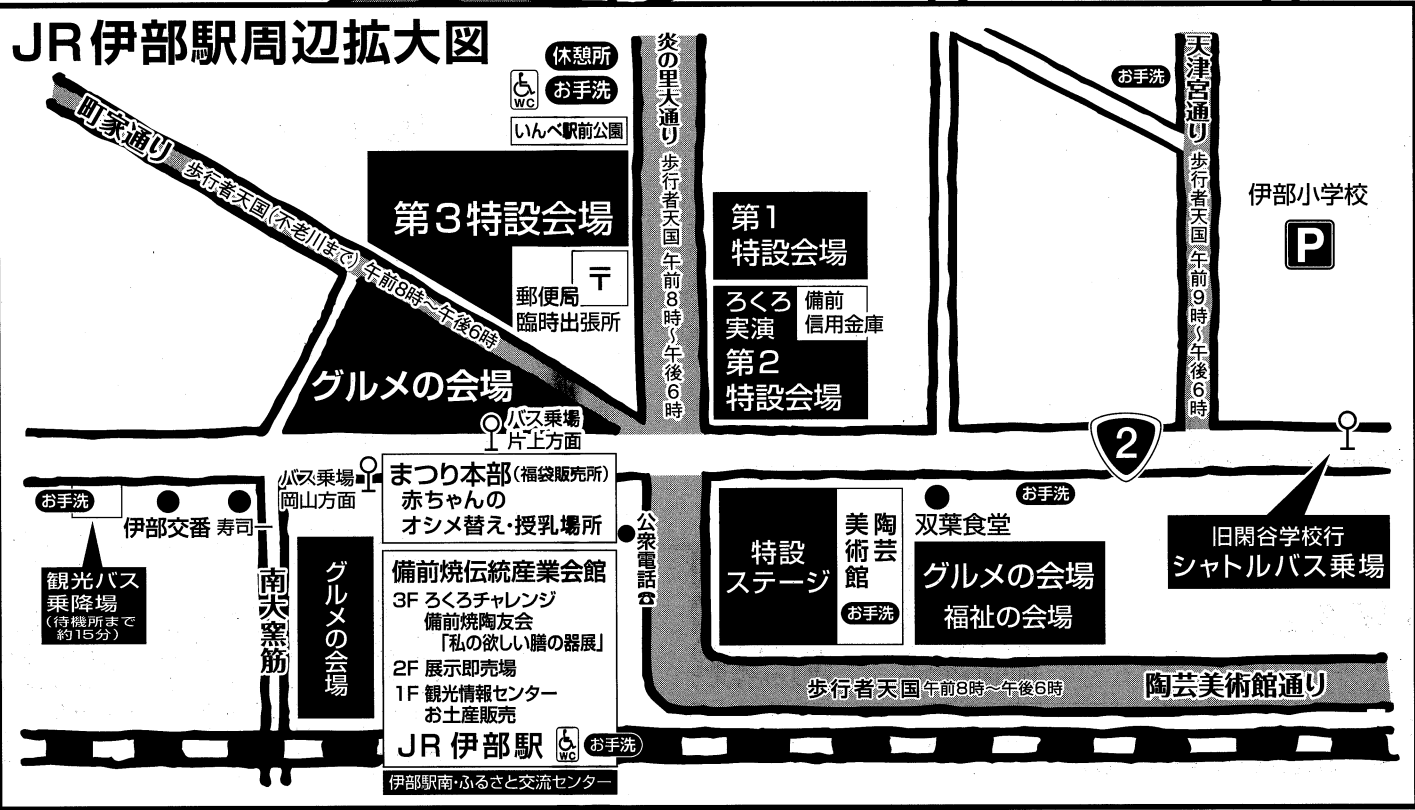 JR伊部駅周辺拡大図
休憩所
WC
お手洗
いんべ駅前公園
町家通り
歩行者天国(不老川まで)午前8時〜午後6時
第3特設会場
〒
郵便局
臨時出張所
グルメの会場
炎の里大通り
歩行者天国 午前8時〜午後6時
第1
特設会場
ろくろ
実演
備前
信用金庫
第2
特設会場
お手洗
天津宮通り
歩行者天国 午前9時〜午後6時
伊部小学校
P
バス乗場
片上方面
2
バス乗場
岡山方面
お手洗
伊部交番
寿司一
観光バス
乗降場
(待機所まで
約15分)
南大窯筋
グルメの会場
まつり本部(福袋販売所)
赤ちゃんの
オシメ替え・授乳場所
備前焼伝統産業会館
3F ろくろチャレンジ
備前焼陶友会
「私の欲しい膳の器展」
2F 展示即売場
1F 観光情報センター
お土産販売
JR 伊部駅
WC
お手洗
伊部駅南・ふるさと交流センター
公衆電話☎
特設
ステージ
陶芸
美術館
お手洗
双葉食堂
お手洗
グルメの会場
福祉の会場
旧閑谷学校行
シャトルバス乗場
歩行者天国 午前8時〜午後6時
陶芸美術館通り